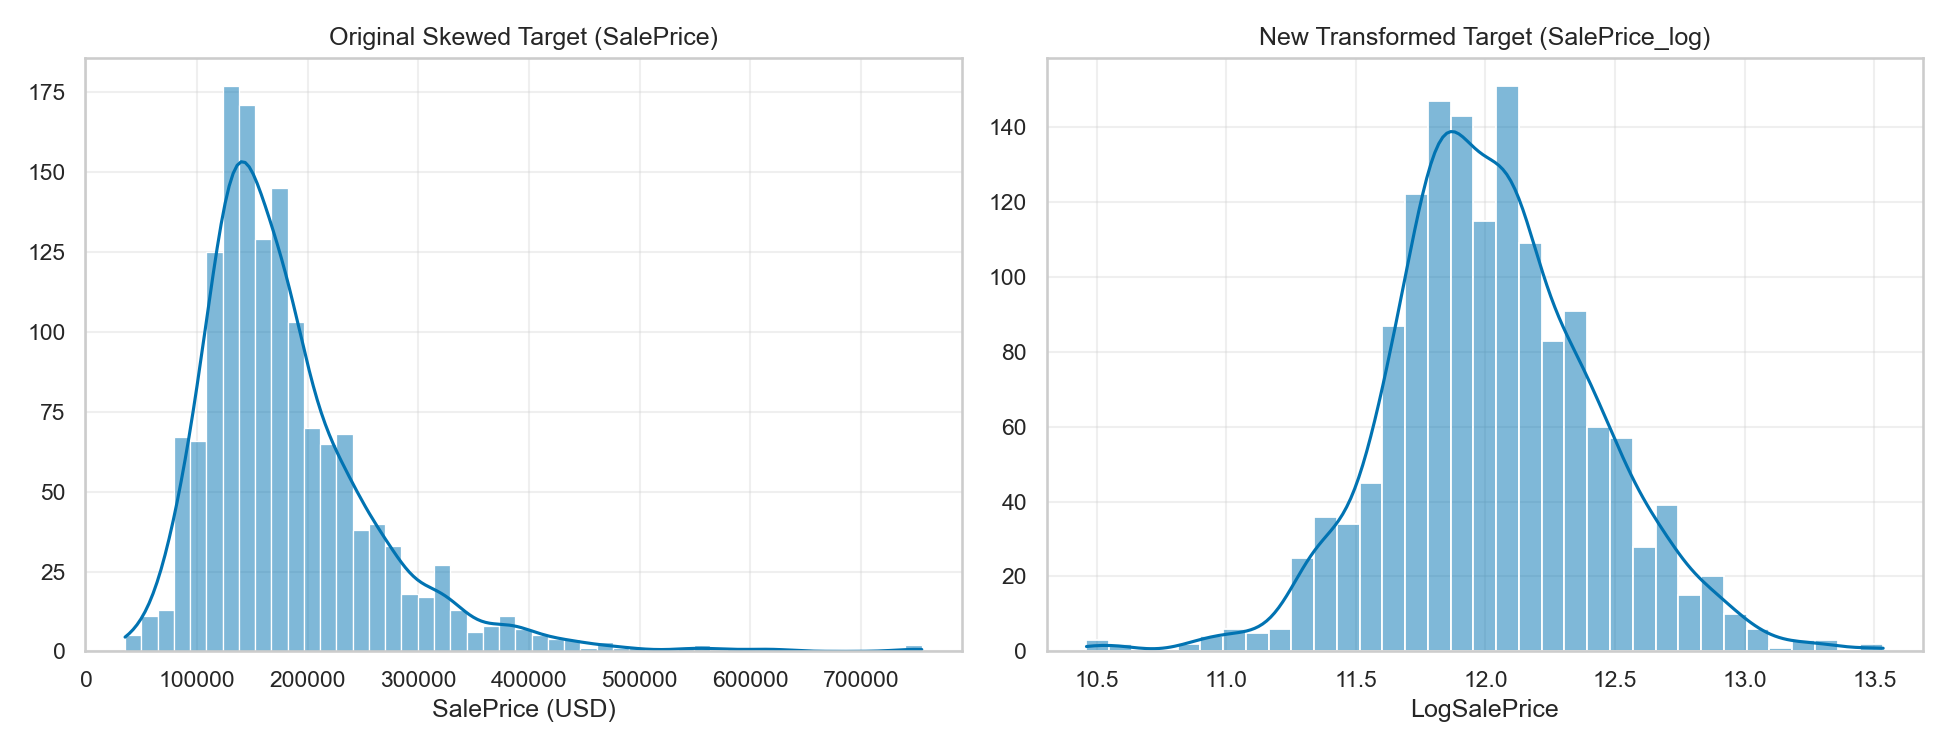 Original Skewed Target (SalePrice)
175
150
125
100
75
50
25
0
0 100000 200000 300000 400000 500000 600000 700000
SalePrice (USD)
New Transformed Target (SalePrice_log)
140
120
100
80
60
40
20
0
10.5 11.0 11.5 12.0 12.5 13.0 13.5
LogSalePrice